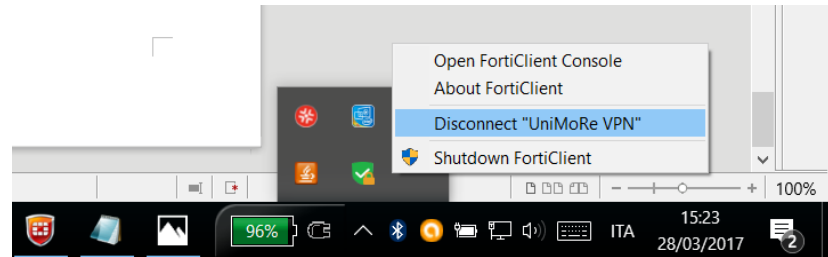 Open FortiClient Console
About FortiClient
Disconnect "UniMoRe VPN"
Shutdown FortiClient
100%
96%
ITA
15:23
28/03/2017
2